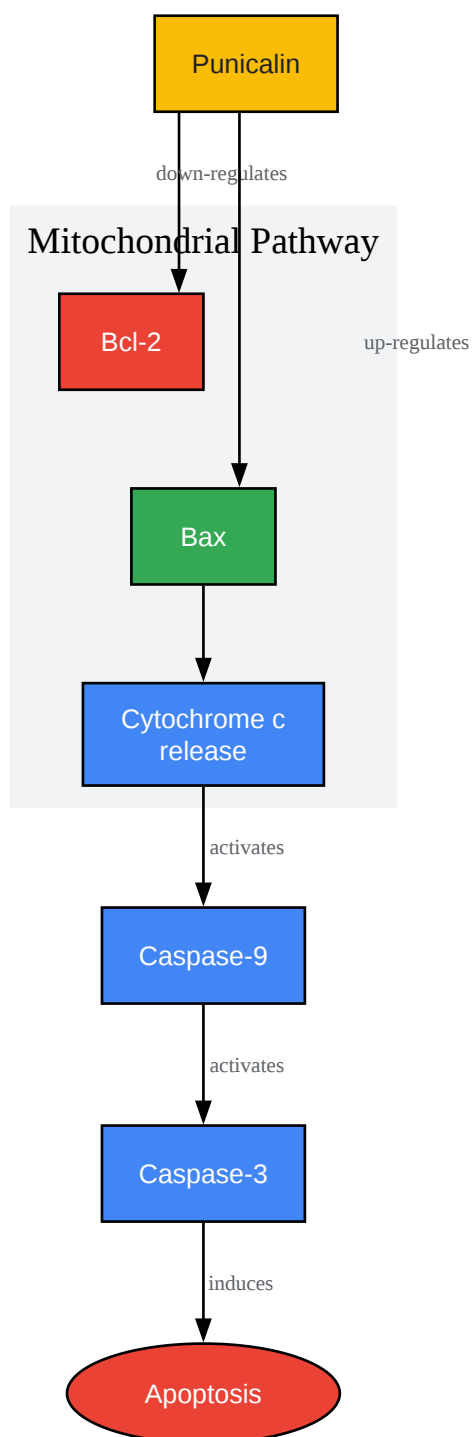 Punicalin
down-regulates
Mitochondrial Pathway
Bcl-2
up-regulates
Bax
Cytochrome c
release
activates
Caspase-9
activates
Caspase-3
induces
Apoptosis